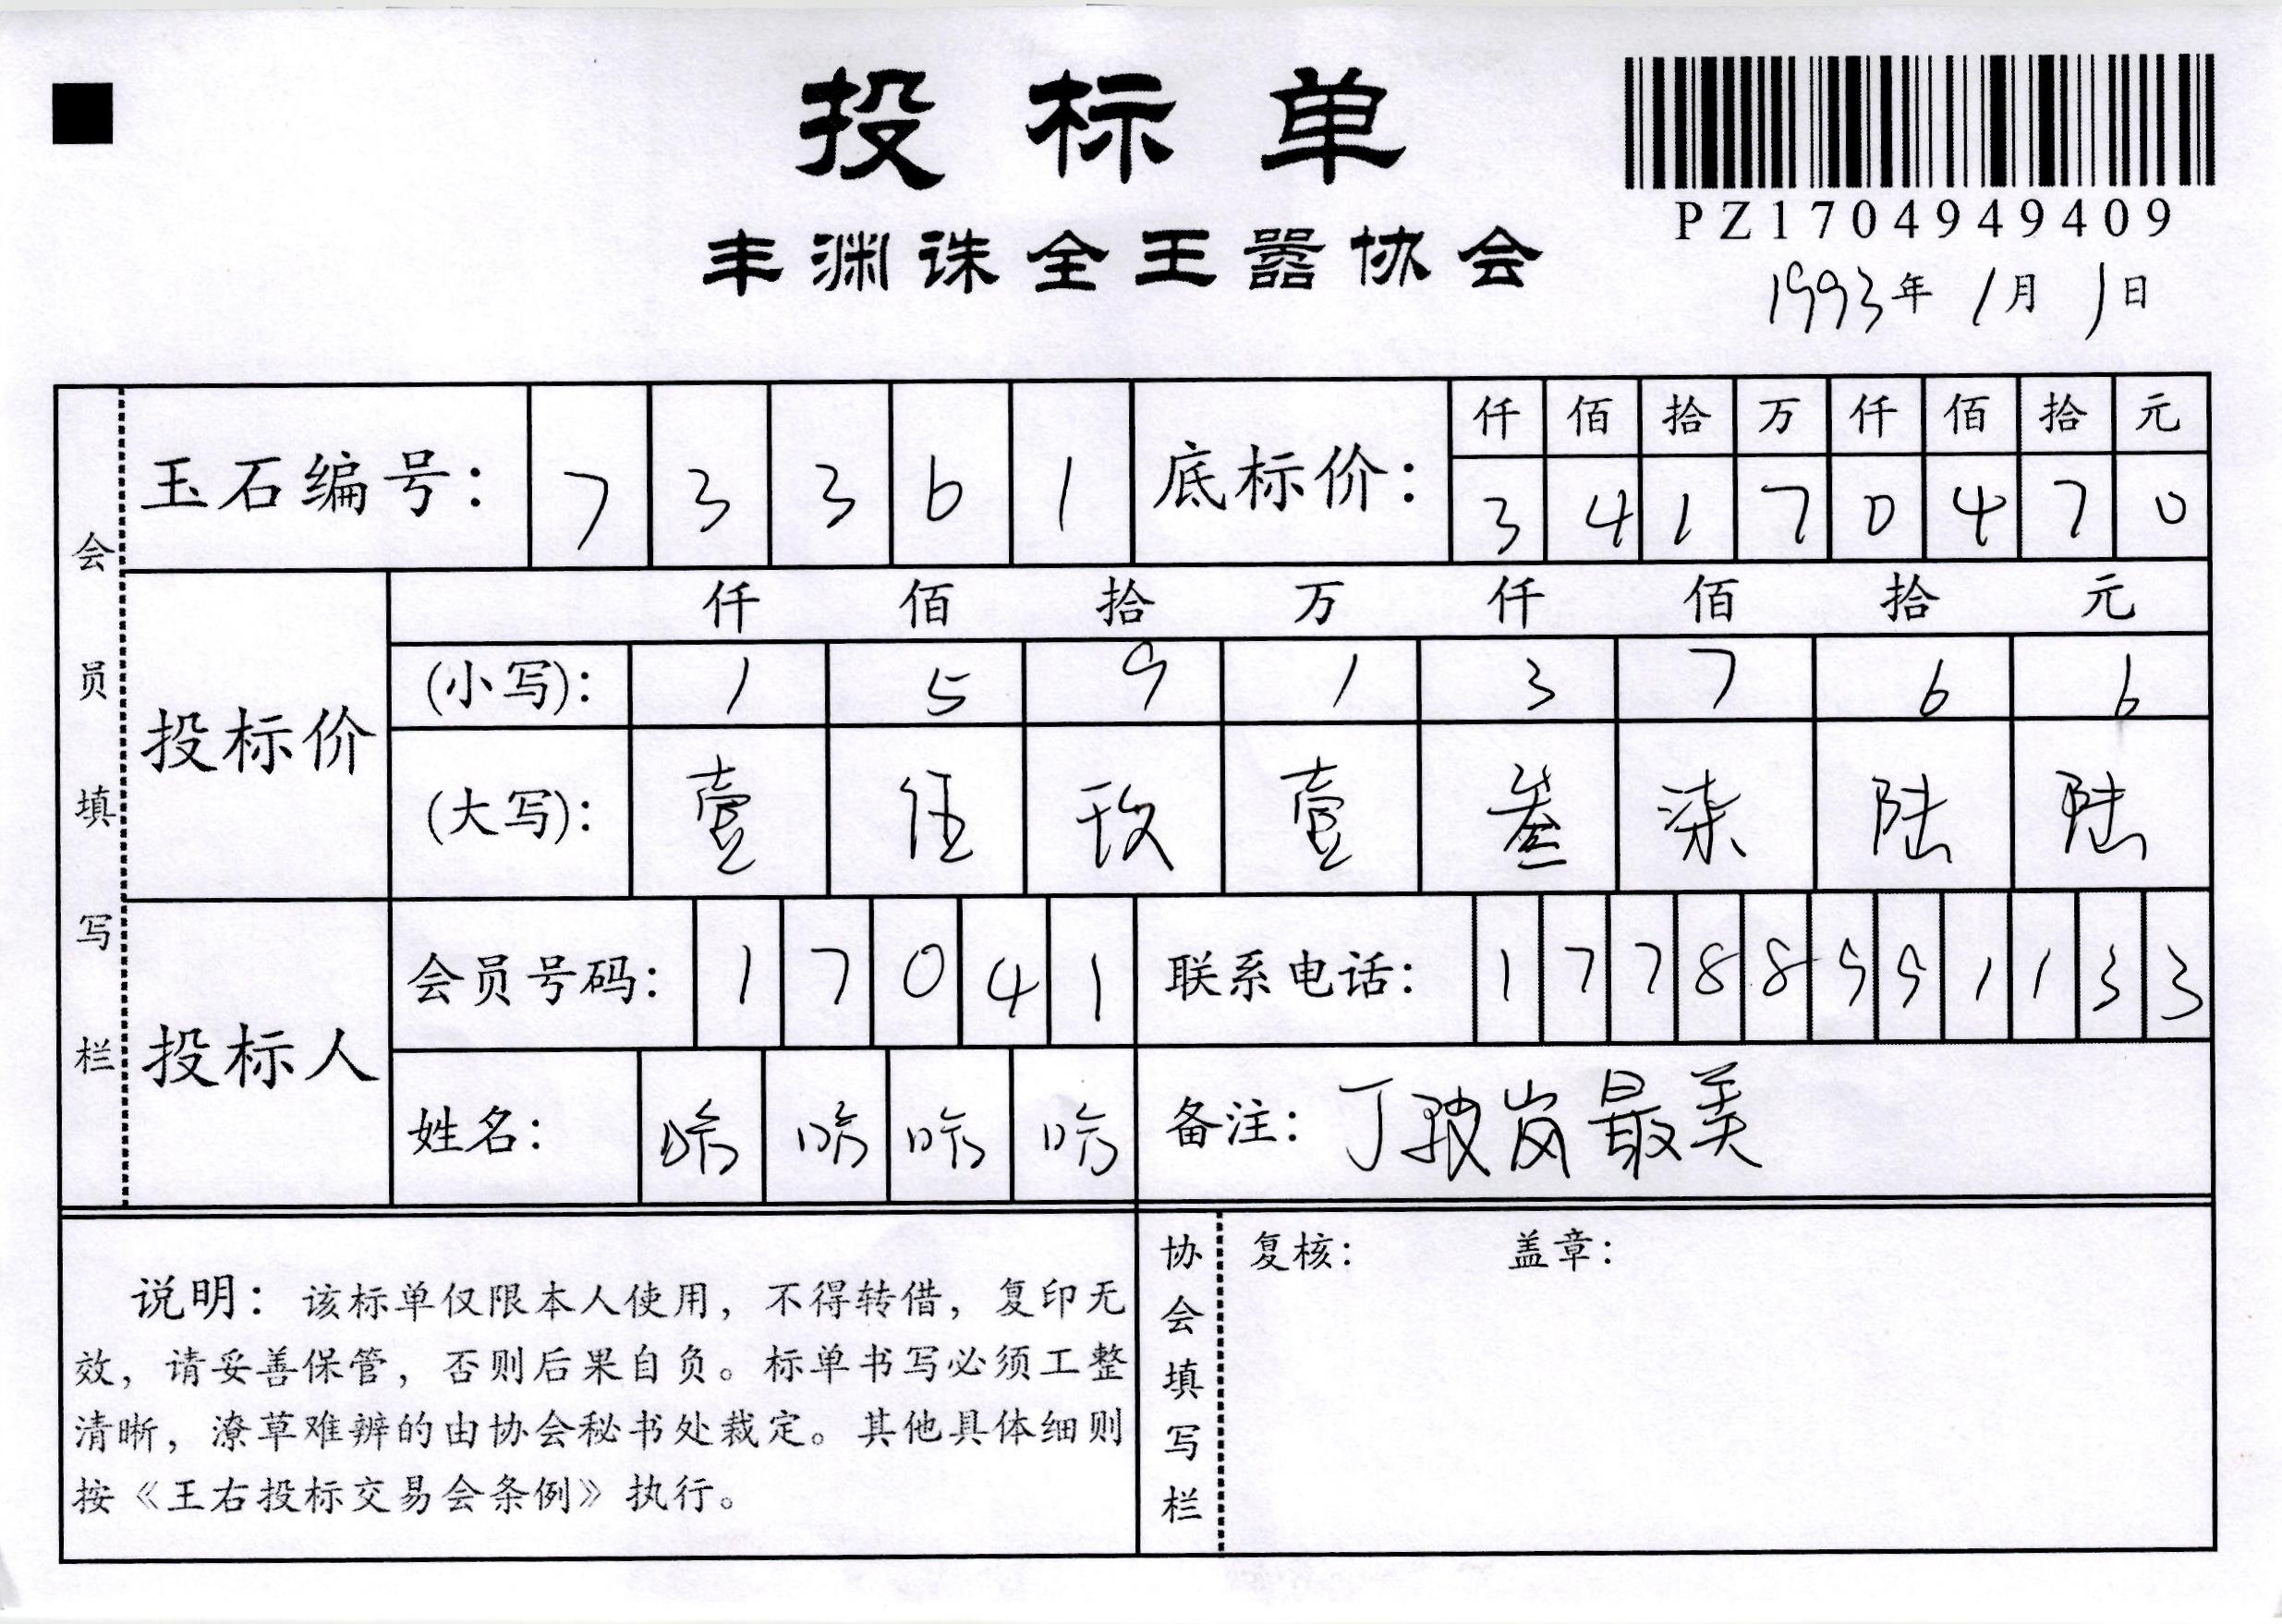 投标单
丰渊诛全王嚣协会
PZ1704949409
1993年 1月 1日
会员填写栏
玉石编号: 7 3 3 6 1
底标价: 仟 佰 拾 万 仟 佰 拾 元
3 4 1 7 0 4 7 0
投标价
仟 佰 拾 万 仟 佰 拾 元
(小写): 1 5 9 1 3 7 6 6
(大写): 壹 伍 玖 壹 叁 柒 陆 陆
投标人
会员号码: 1 7 0 4 1
联系电话: 1 7 7 8 8 9 9 1 1 3 3
姓名:
备注: 丁 岚最美
说明: 该标单仅限本人使用, 不得转借, 复印无
效, 请妥善保管, 否则后果自负。标单书写必须工整
清晰, 潦草难辨的由协会秘书处裁定。其他具体细则
按《王右投标交易会条例》执行。
协会填写栏
复核: 盖章: